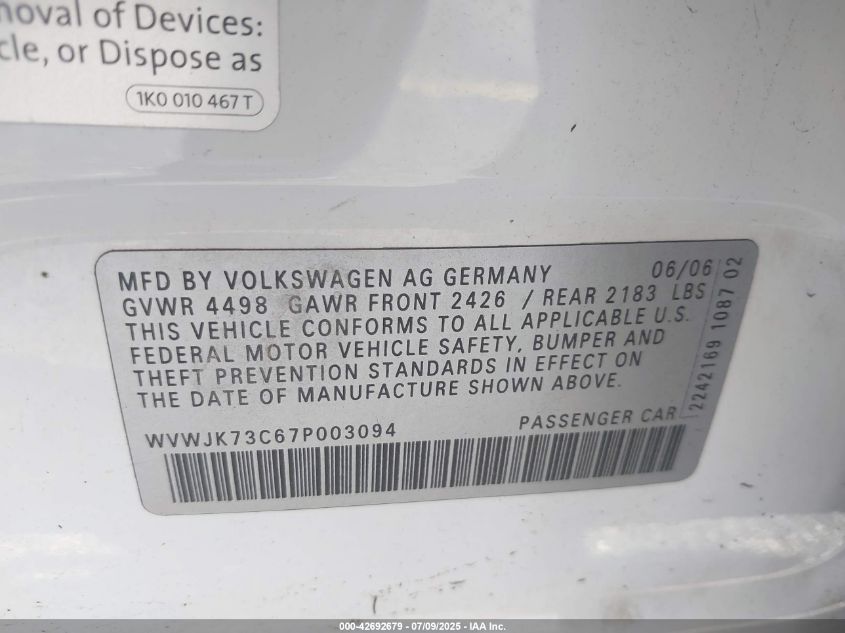 moval of Devices:
cle, or Dispose as
1K0 010 467 T
MFD BY VOLKSWAGEN AG GERMANY 06/06
GVWR 4498 GAWR FRONT 2426 / REAR 2183 LBS
THIS VEHICLE CONFORMS TO ALL APPLICABLE U.S.
FEDERAL MOTOR VEHICLE SAFETY, BUMPER AND
THEFT PREVENTION STANDARDS IN EFFECT ON
THE DATE OF MANUFACTURE SHOWN ABOVE.
WVWJK73C67P003094 PASSENGER CAR
2242169 1087 02
000-42692679 - 07/09/2025 - IAA Inc.